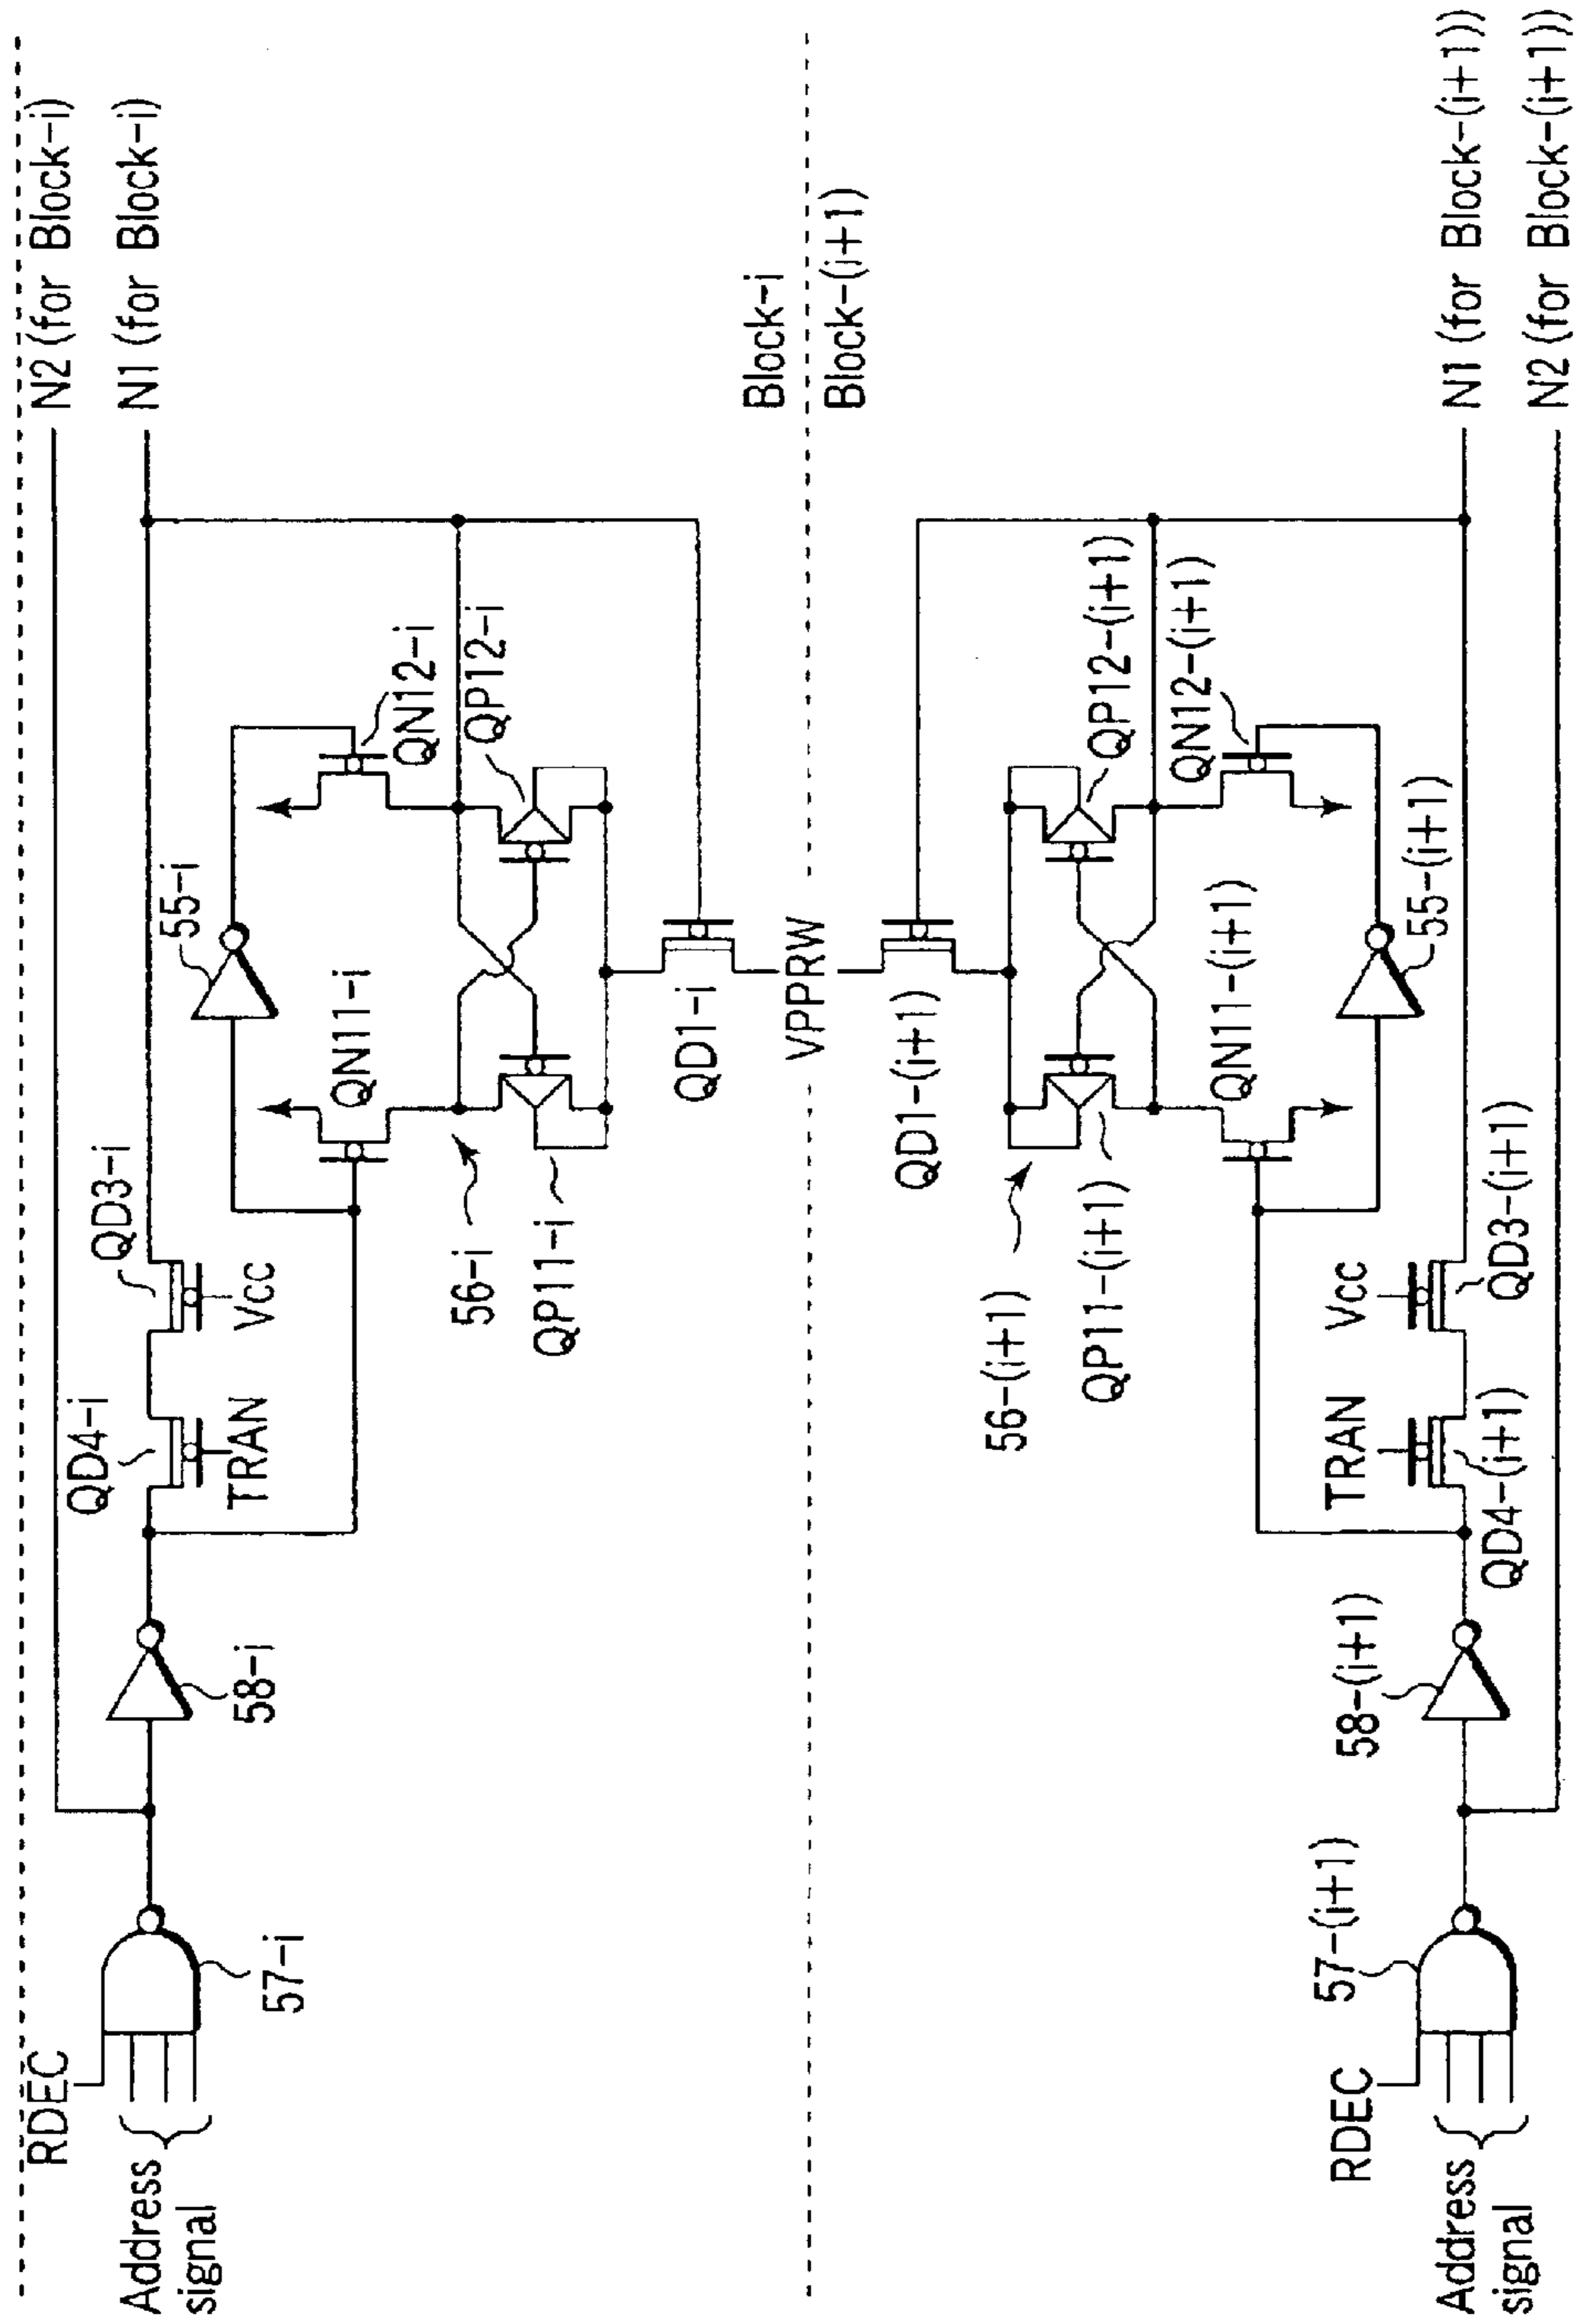 N2 (for Block-i)
N1 (for Block-i)
RDEC
Address
signal
57-i
58-i
QD4-i
TRAN
QD3-i
Vcc
55-i
QN11-i
QN12-i
56-i
QP11-i
QP12-i
QD1-i
Block-i
VPPRW
Block-(i+1)
QD1-(i+1)
56-(i+1)
QP11-(i+1)
QP12-(i+1)
QN11-(i+1)
QN12-(i+1)
55-(i+1)
TRAN
Vcc
QD4-(i+1)
QD3-(i+1)
RDEC
57-(i+1)
58-(i+1)
Address
signal
N1 (for Block-(i+1))
N2 (for Block-(i+1))